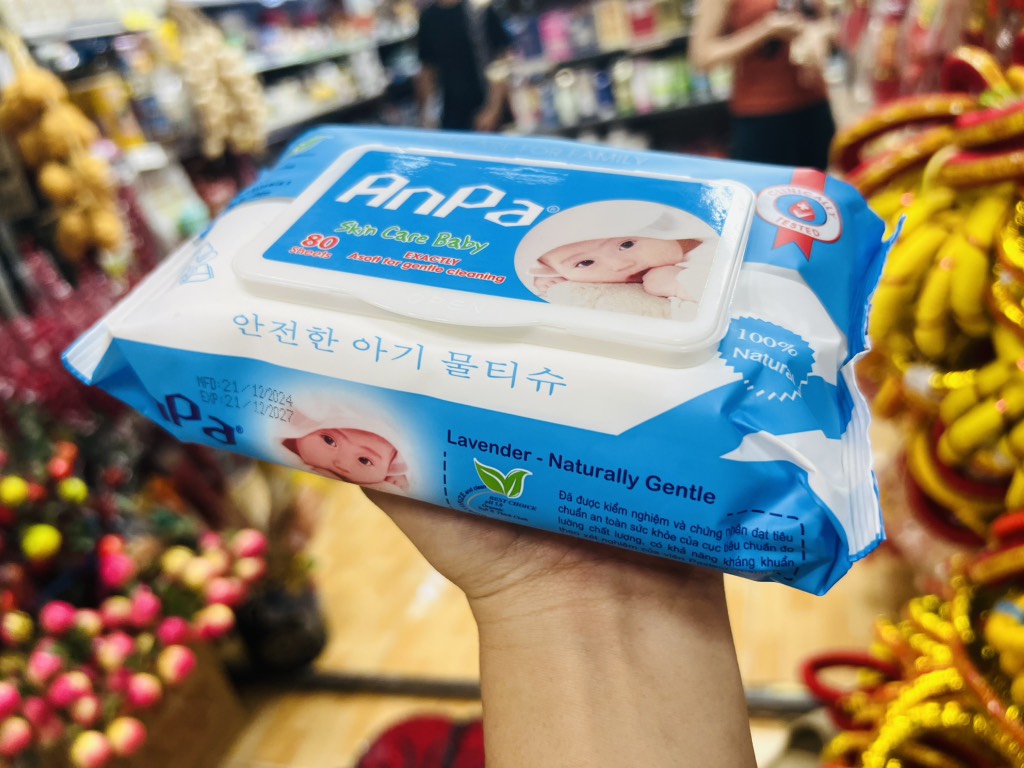 AnPa®
Skin Care Baby
80
sheets
EXACTLY
Asoft for gentle cleaning
TESTED
안전한 아기 물티슈
100%
Natural
MFD:21/12/2024
EXP:21/12/2027
nPa®
Lavender - Naturally Gentle
BEST CHOICE
Đã được kiểm nghiệm và chứng nhận đạt tiêu
chuẩn an toàn sức khỏe của cục tiêu chuẩn đo
lường chất lượng, có khả năng kháng khuẩn